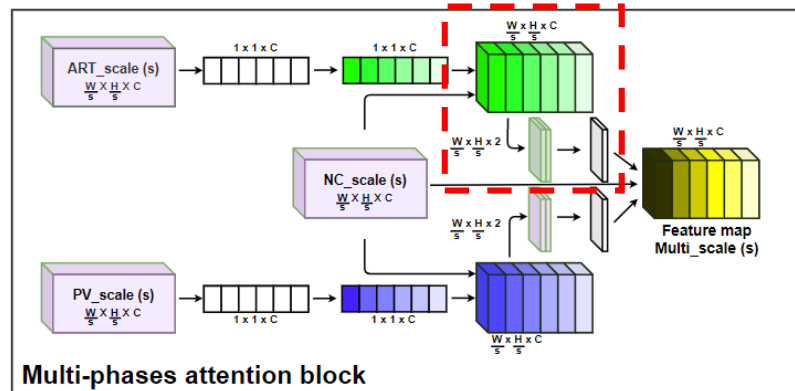 W/S x H/S x C
1 x 1 x C
1 x 1 x C
ART_scale (s)
W/S X H/S X C
W/S x H/S x 2
W/S x H/S x C
NC_scale (s)
W/S X H/S X C
W/S x H/S x 2
Feature map
Multi_scale (s)
PV_scale (s)
W/S X H/S X C
1 x 1 x C
1 x 1 x C
W/S x H/S x C
Multi-phases attention block